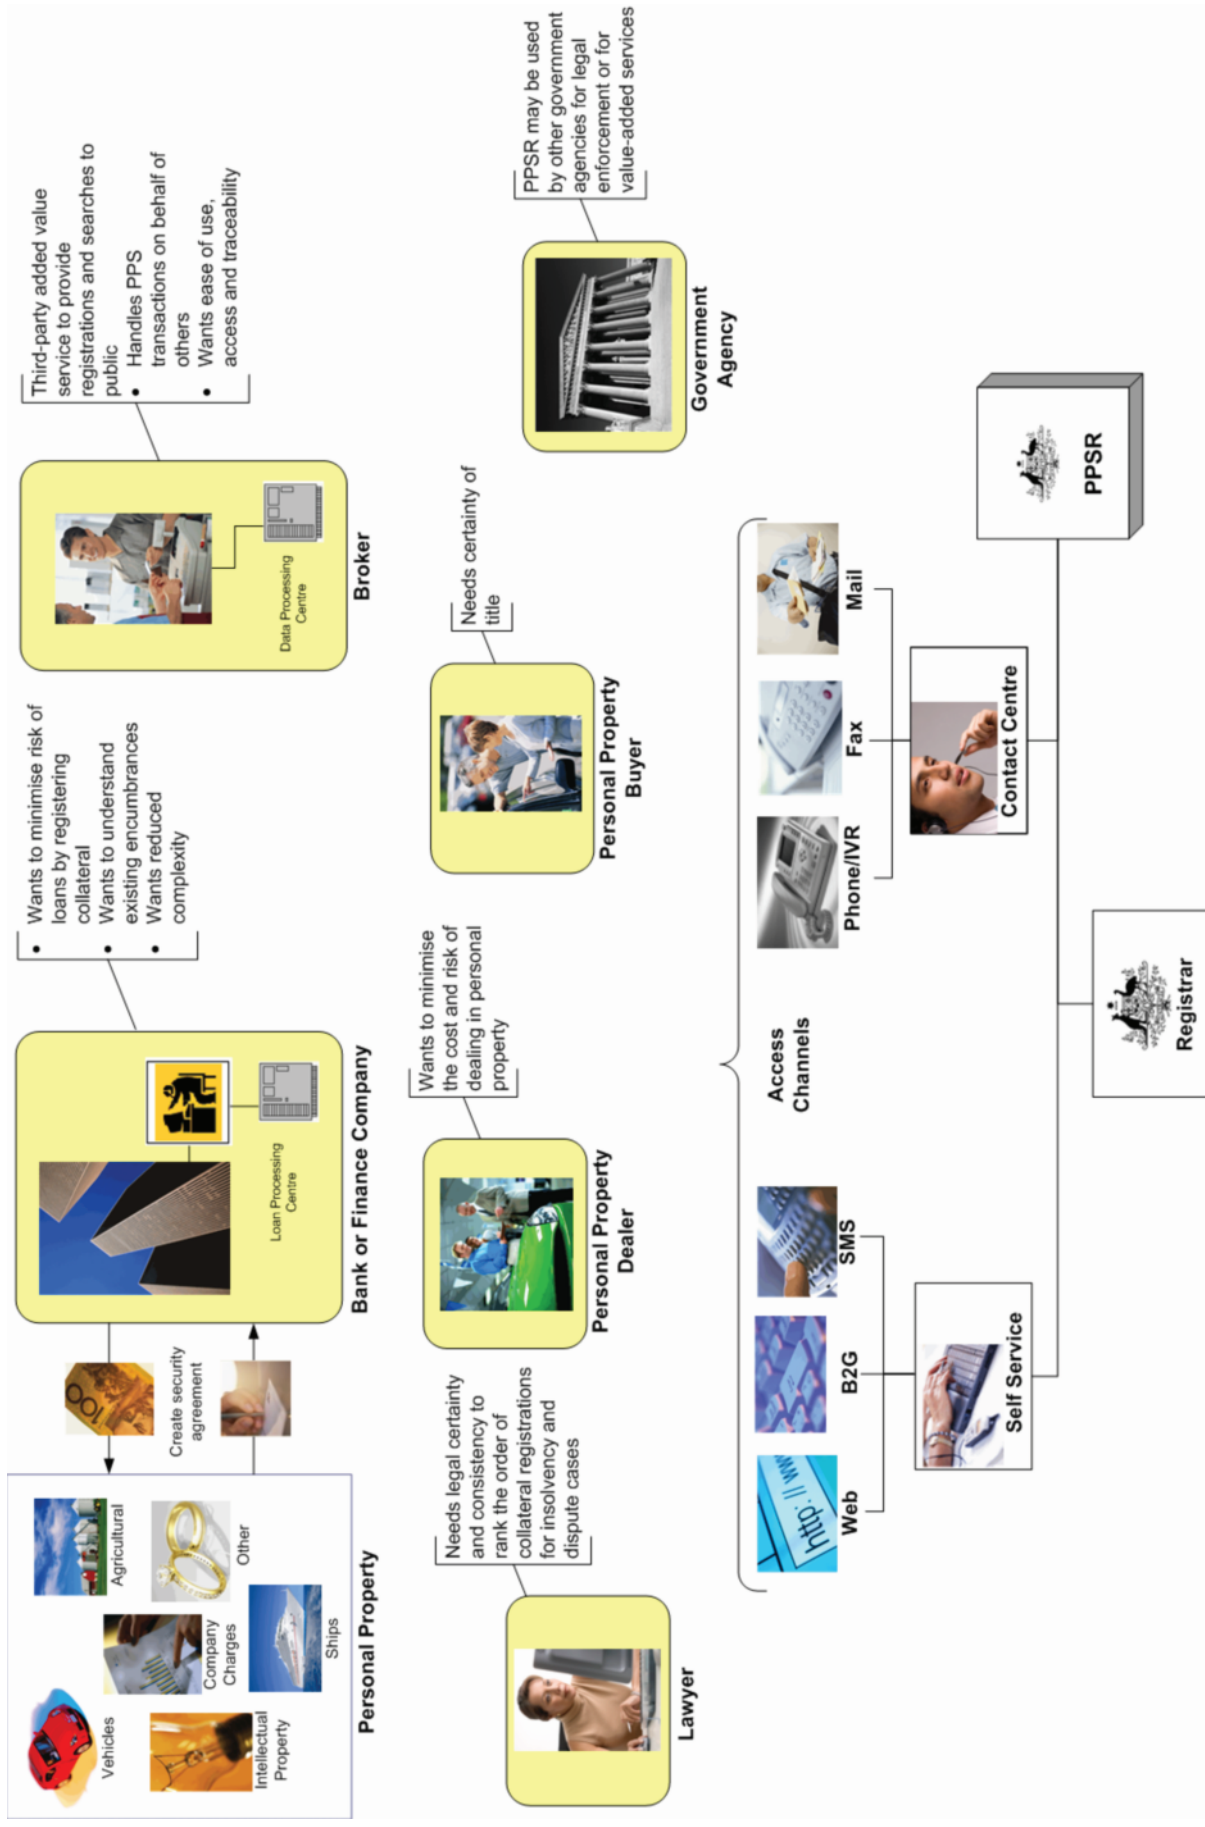 Vehicles
Agricultural
Company
Charges
Intellectual
Property
Other
Ships
Personal Property
100
Create security
agreement
Loan Processing
Centre
Bank or Finance Company
• Wants to minimise risk of
loans by registering
collateral
• Wants to understand
existing encumbrances
• Wants reduced
complexity
Data Processing
Centre
Broker
Third-party added value
service to provide
registrations and searches to
public
• Handles PPS
transactions on behalf of
others
• Wants ease of use,
access and traceability
Lawyer
Needs legal certainty
and consistency to
rank the order of
collateral registrations
for insolvency and
dispute cases
Personal Property
Dealer
Wants to minimise
the cost and risk of
dealing in personal
property
Personal Property
Buyer
Needs certainty of
title
Government
Agency
PPSR may be used
by other government
agencies for legal
enforcement or for
value-added services
Access
Channels
http://www
Web
B2G
SMS
Phone/IVR
Fax
Mail
Self Service
Contact Centre
Registrar
PPSR